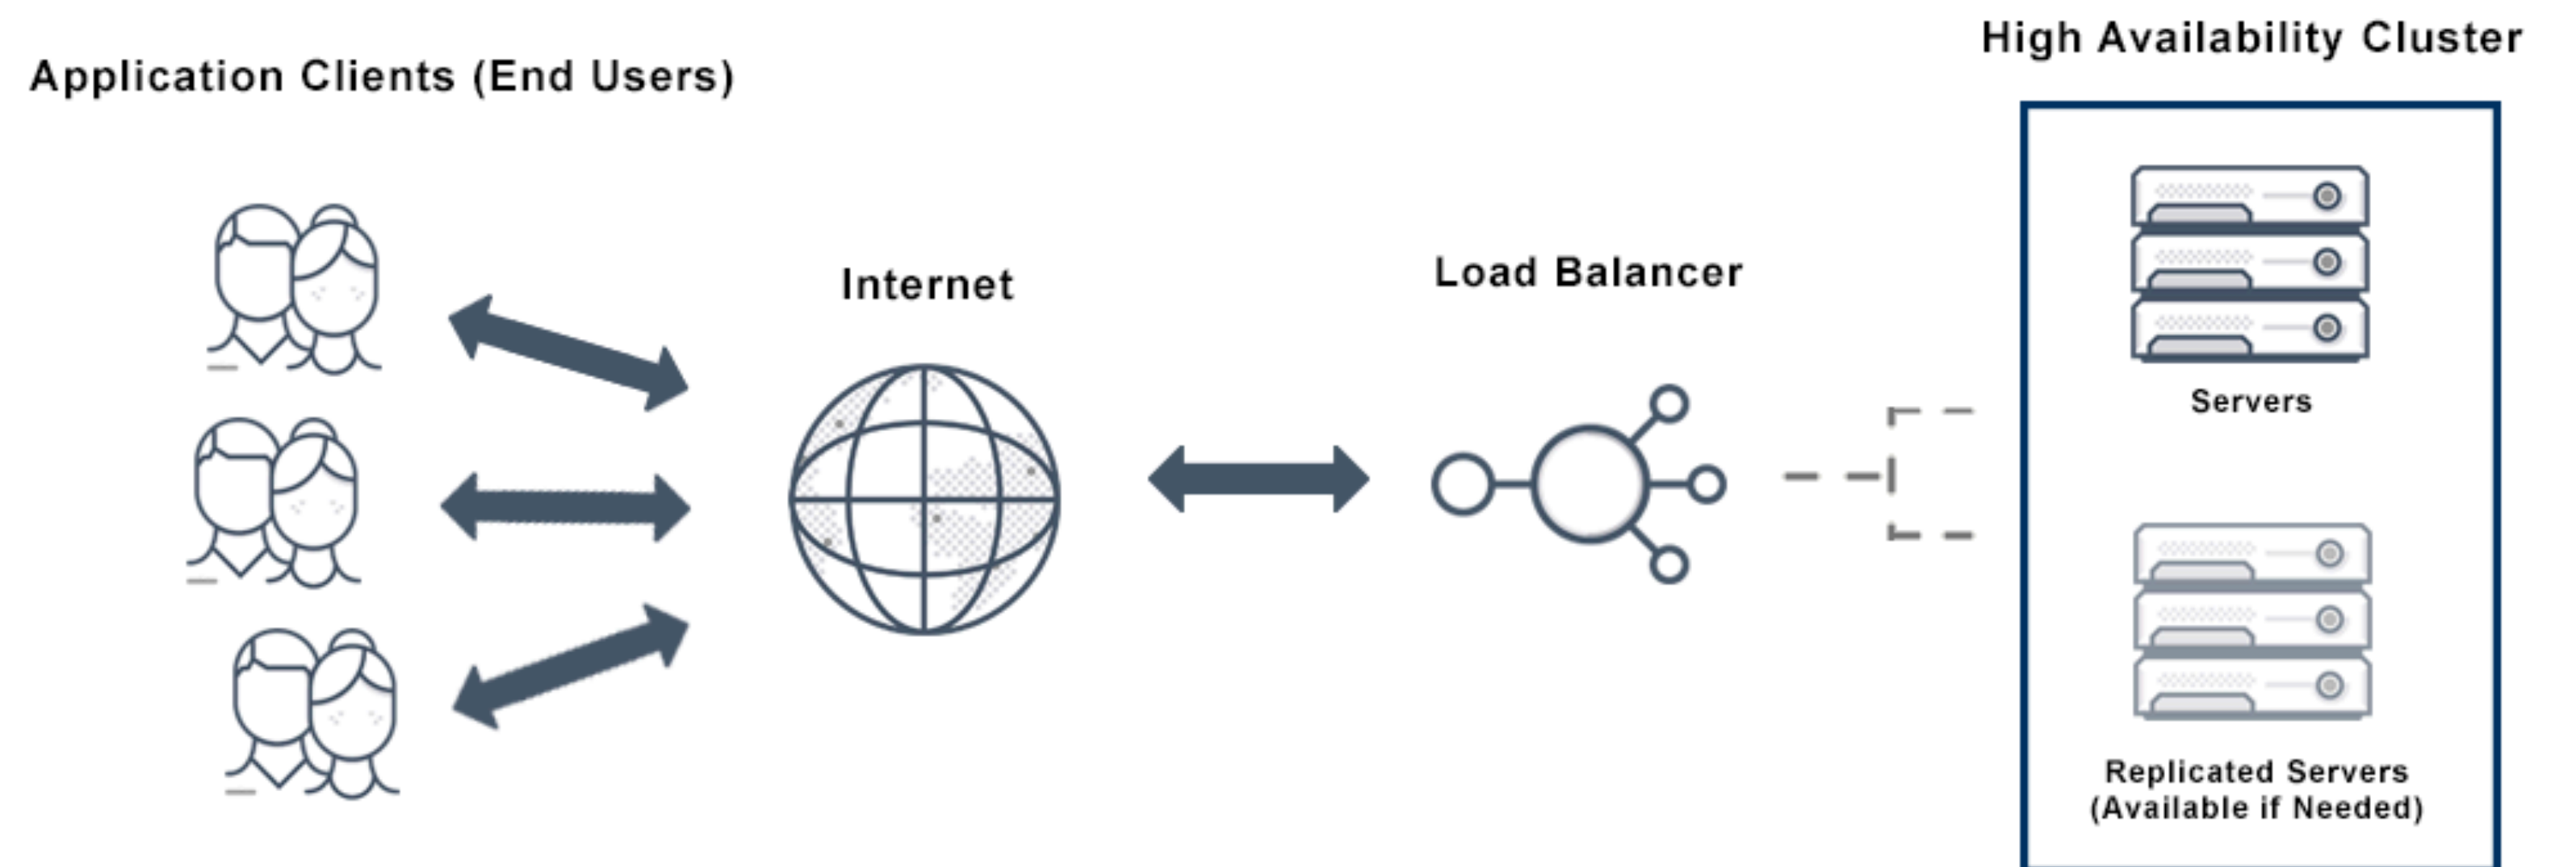 High Availability Cluster
Application Clients (End Users)
Internet
Load Balancer
Servers
Replicated Servers
(Available if Needed)